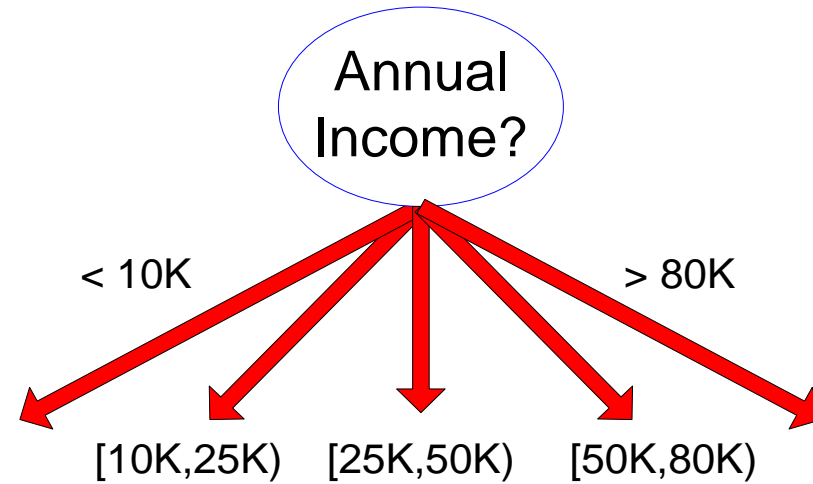 Annual
Income?
< 10K
> 80K
[10K,25K)
[25K,50K)
[50K,80K)